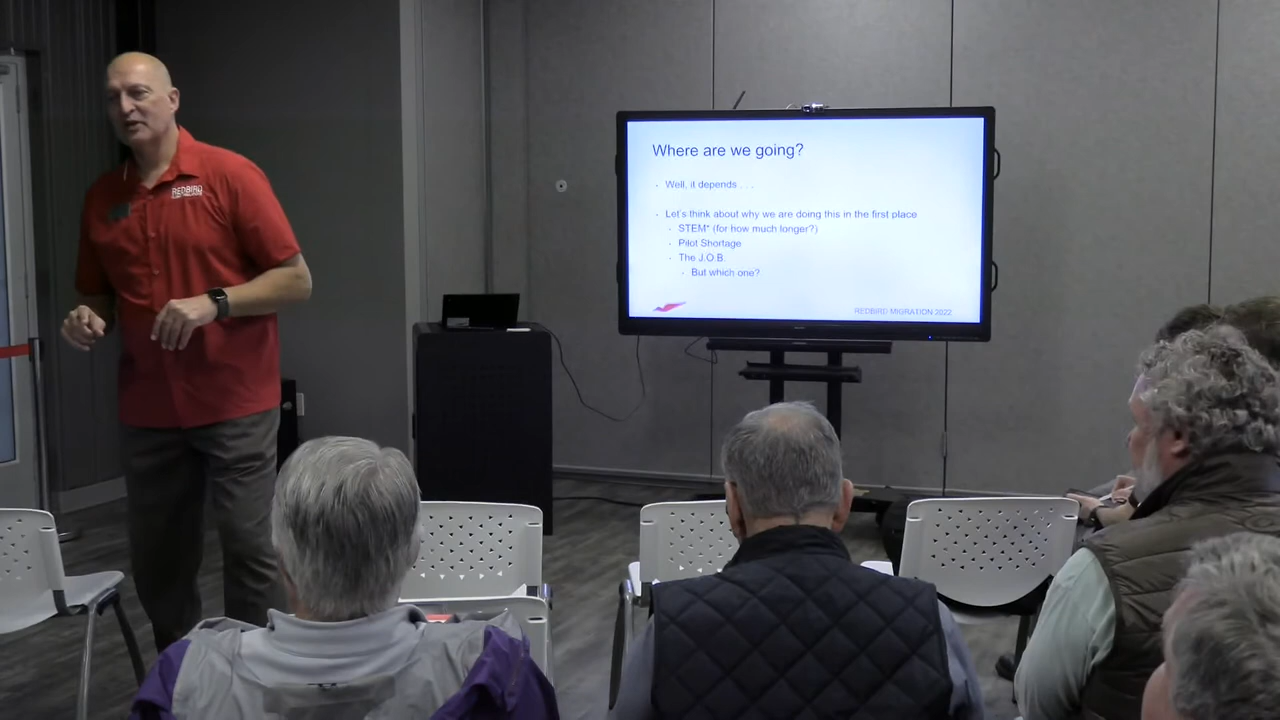 REDBIRD
Where are we going?
Well, it depends . . .
Let's think about why we are doing this in the first place
STEM* (for how much longer?)
Pilot Shortage
The J.O.B.
But which one?
REDBIRD MIGRATION 2022